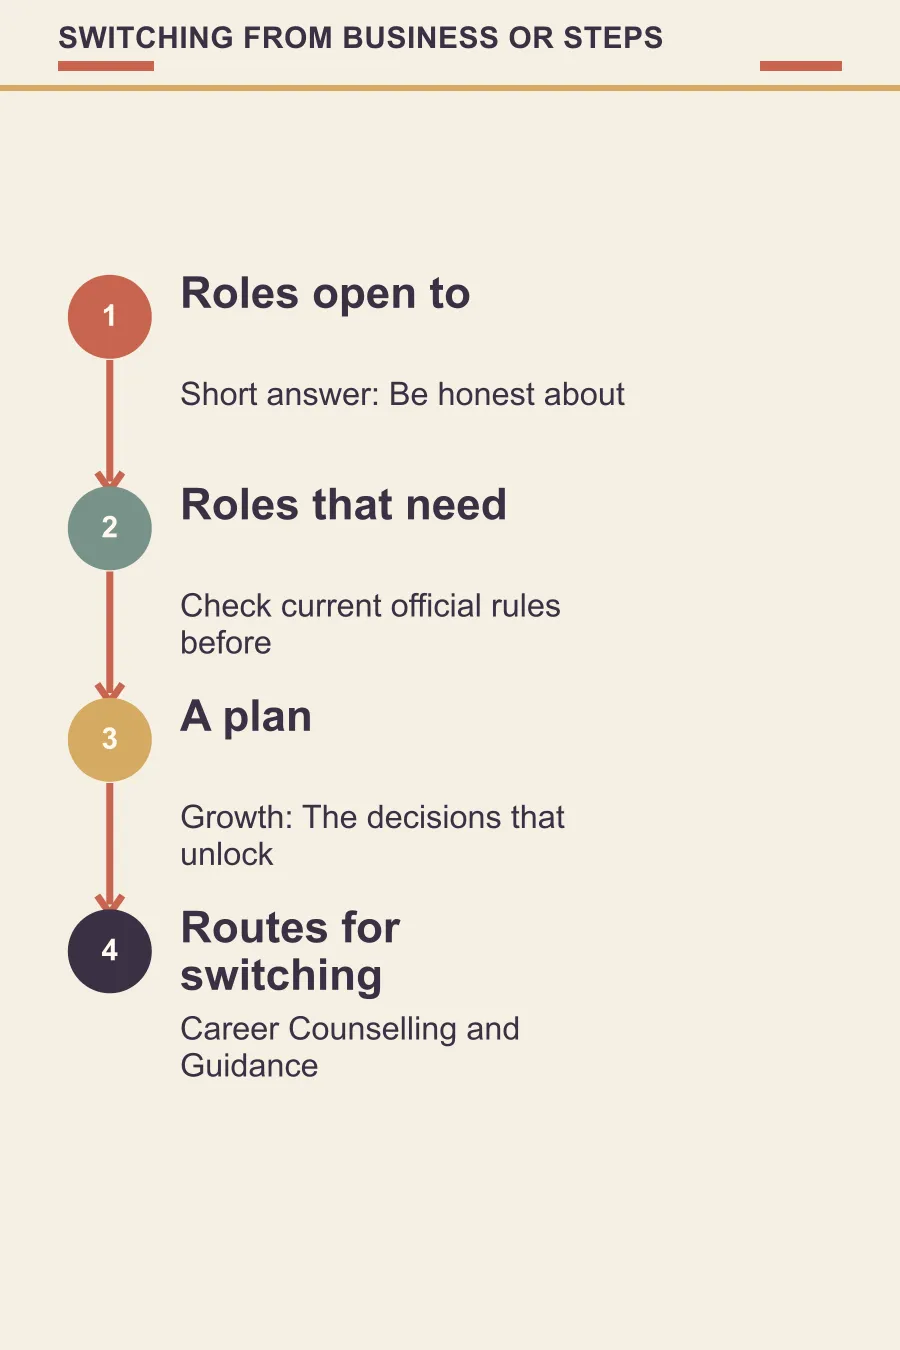 SWITCHING FROM BUSINESS OR STEPS
1
Roles open to
Short answer: Be honest about
2
Roles that need
Check current official rules
before
3
A plan
Growth: The decisions that
unlock
4
Routes for
switching
Career Counselling and
Guidance